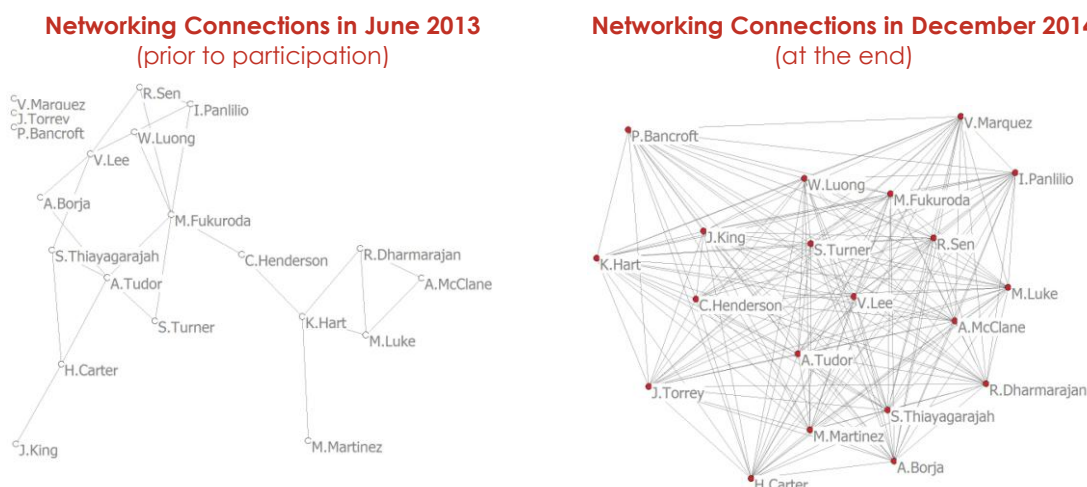 Networking Connections in June 2013
(prior to participation)
R.Sen
I.Panlilio
V.Marquez
J.Torrey
P.Bancroft
W.Luong
V.Lee
A.Borja
M.Fukuroda
S.Thiayagarajah
C.Henderson
R.Dharmarajan
A.Tudor
A.McClane
S.Turner
K.Hart
M.Luke
H.Carter
J.King
M.Martinez
Networking Connections in December 2014
(at the end)
V.Marquez
P.Bancroft
I.Panlilio
W.Luong
M.Fukuroda
J.King
S.Turner
R.Sen
K.Hart
M.Luke
C.Henderson
V.Lee
A.McClane
A.Tudor
J.Torrey
R.Dharmarajan
S.Thiayagarajah
M.Martinez
A.Borja
H.Carter